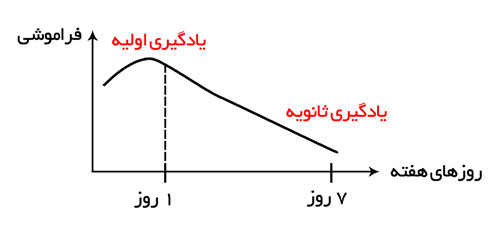 فراموشی
یادگیری اولیه
یادگیری ثانویه
روزهای هفته
۱ روز
۷ روز